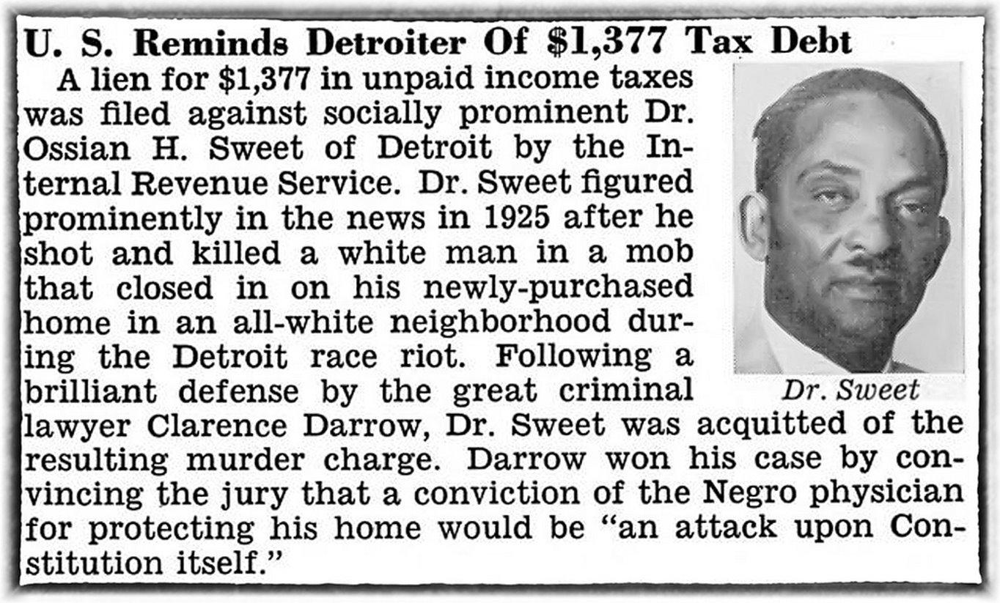 U. S. Reminds Detroiter Of $1,377 Tax Debt
A lien for $1,377 in unpaid income taxes
was filed against socially prominent Dr.
Ossian H. Sweet of Detroit by the In-
ternal Revenue Service. Dr. Sweet figured
prominently in the news in 1925 after he
shot and killed a white man in a mob
that closed in on his newly-purchased
home in an all-white neighborhood dur-
ing the Detroit race riot. Following a
brilliant defense by the great criminal
Dr. Sweet
lawyer Clarence Darrow, Dr. Sweet was acquitted of the
resulting murder charge. Darrow won his case by con-
vincing the jury that a conviction of the Negro physician
for protecting his home would be “an attack upon Con-
stitution itself.”